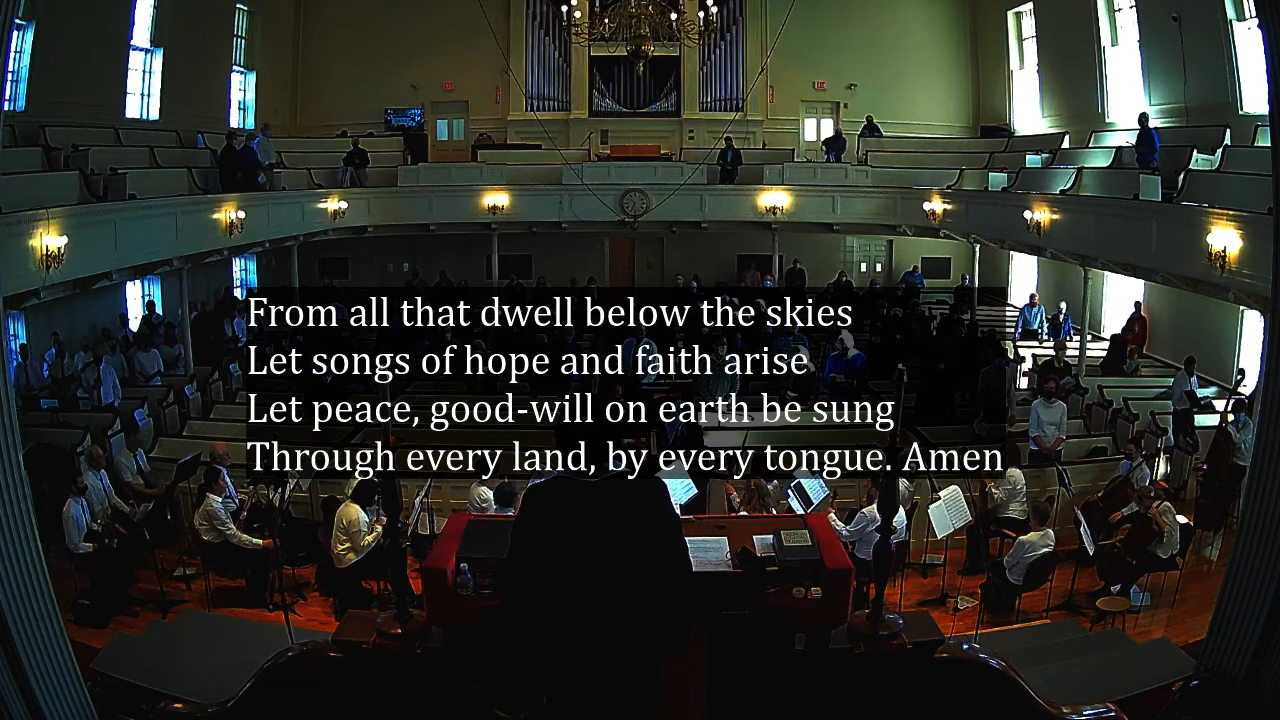 From all that dwell below the skies
Let songs of hope and faith arise
Let peace, good-will on earth be sung
Through every land, by every tongue. Amen